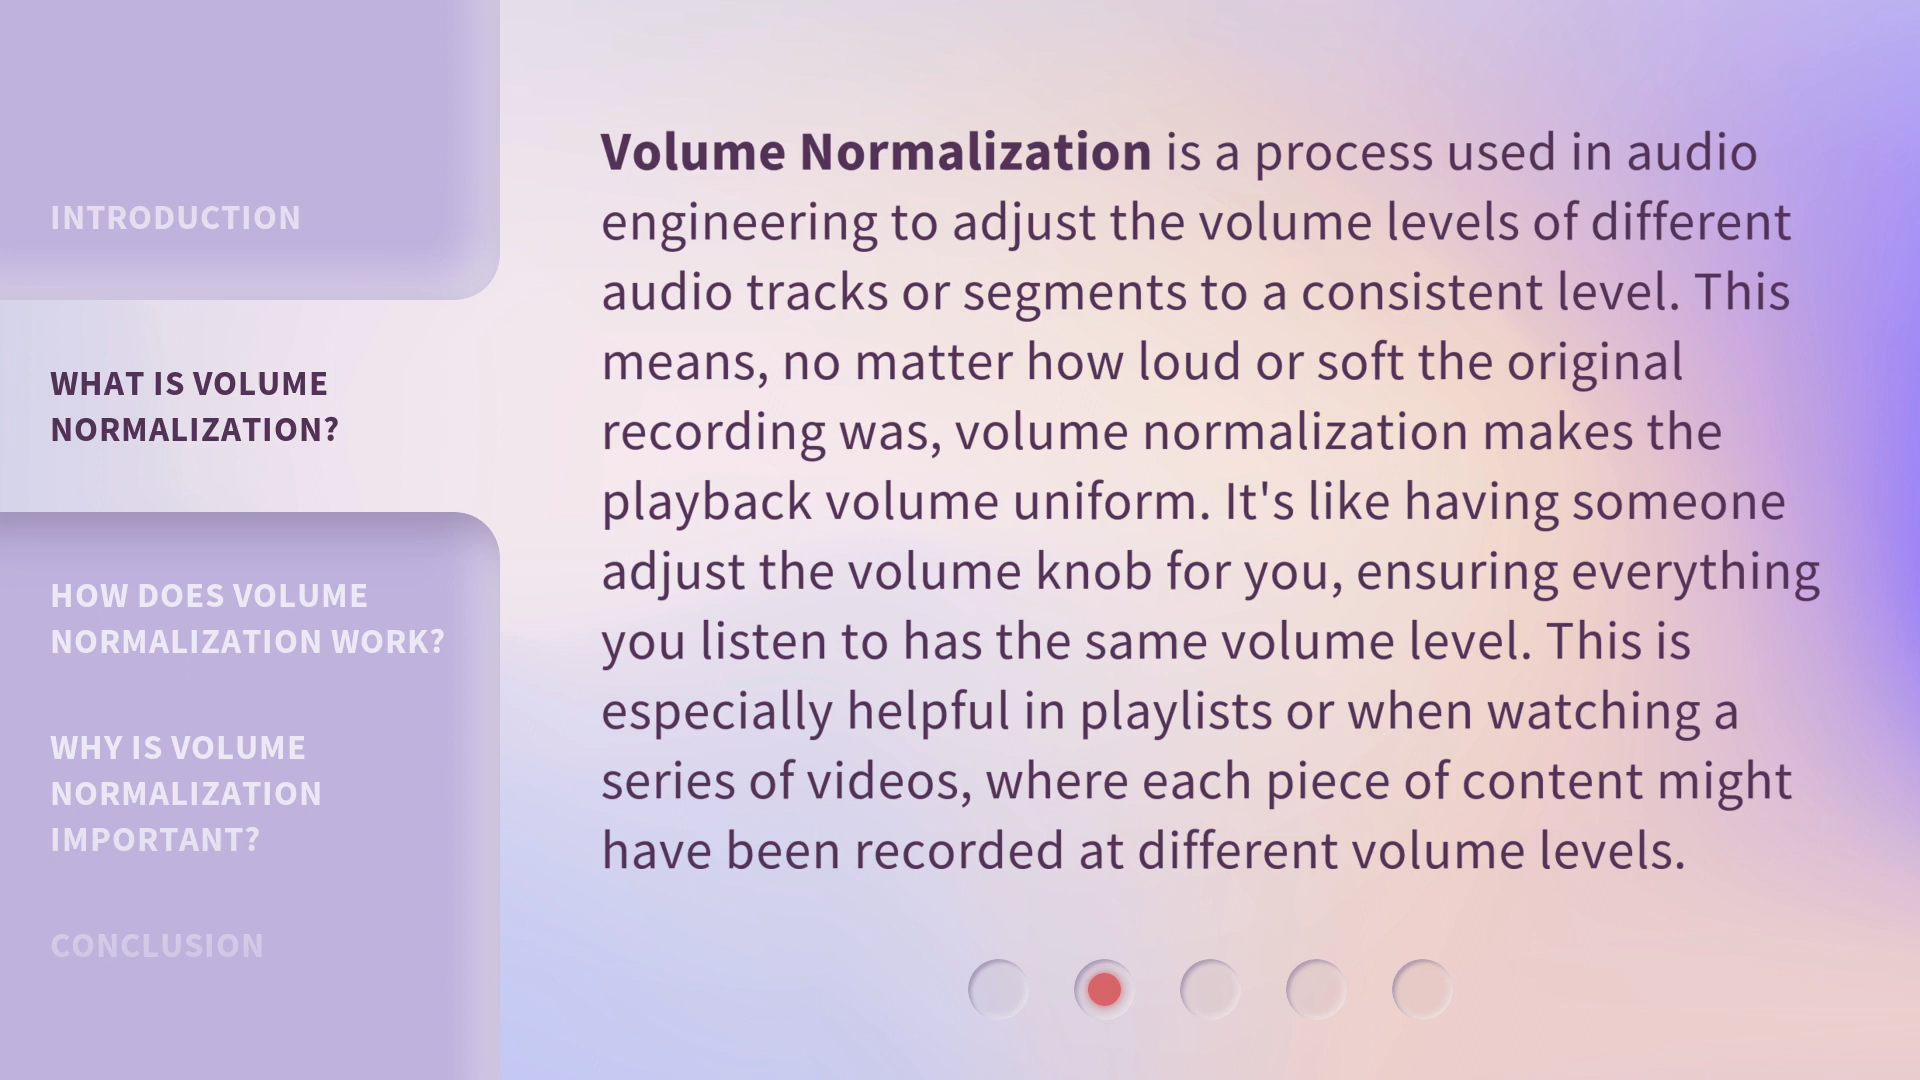 INTRODUCTION
WHAT IS VOLUME
NORMALIZATION?
HOW DOES VOLUME
NORMALIZATION WORK?
WHY IS VOLUME
NORMALIZATION
IMPORTANT?
CONCLUSION
Volume Normalization is a process used in audio
engineering to adjust the volume levels of different
audio tracks or segments to a consistent level. This
means, no matter how loud or soft the original
recording was, volume normalization makes the
playback volume uniform. It's like having someone
adjust the volume knob for you, ensuring everything
you listen to has the same volume level. This is
especially helpful in playlists or when watching a
series of videos, where each piece of content might
have been recorded at different volume levels.